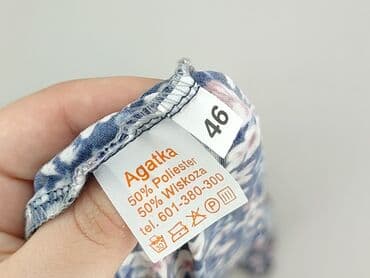 Agatka
50% Poliester
50% Wiskoza
tel. 601-380-300
46